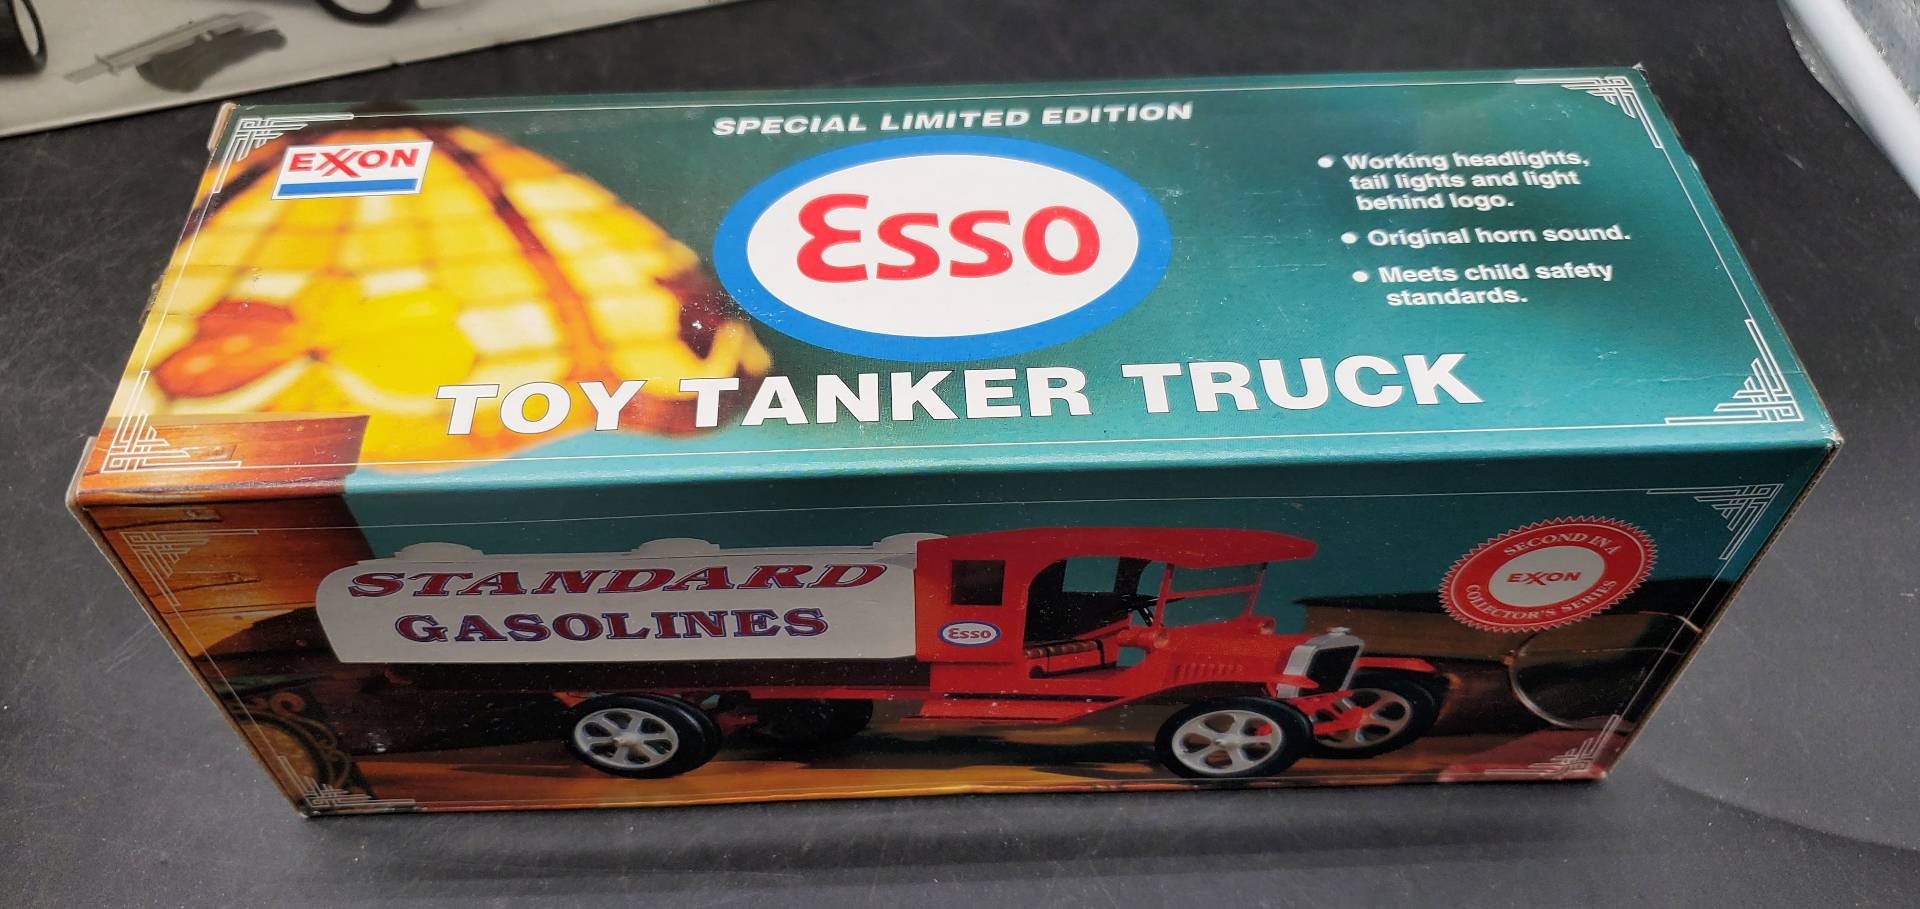 SPECIAL LIMITED EDITION
EXXON
Esso
• Working headlights,
tail lights and light
behind logo.
• Original horn sound.
• Meets child safety
standards.
TOY TANKER TRUCK
STANDARD
GASOLINES
Esso
SECOND IN A
EXXON
COLLECTOR'S SERIES